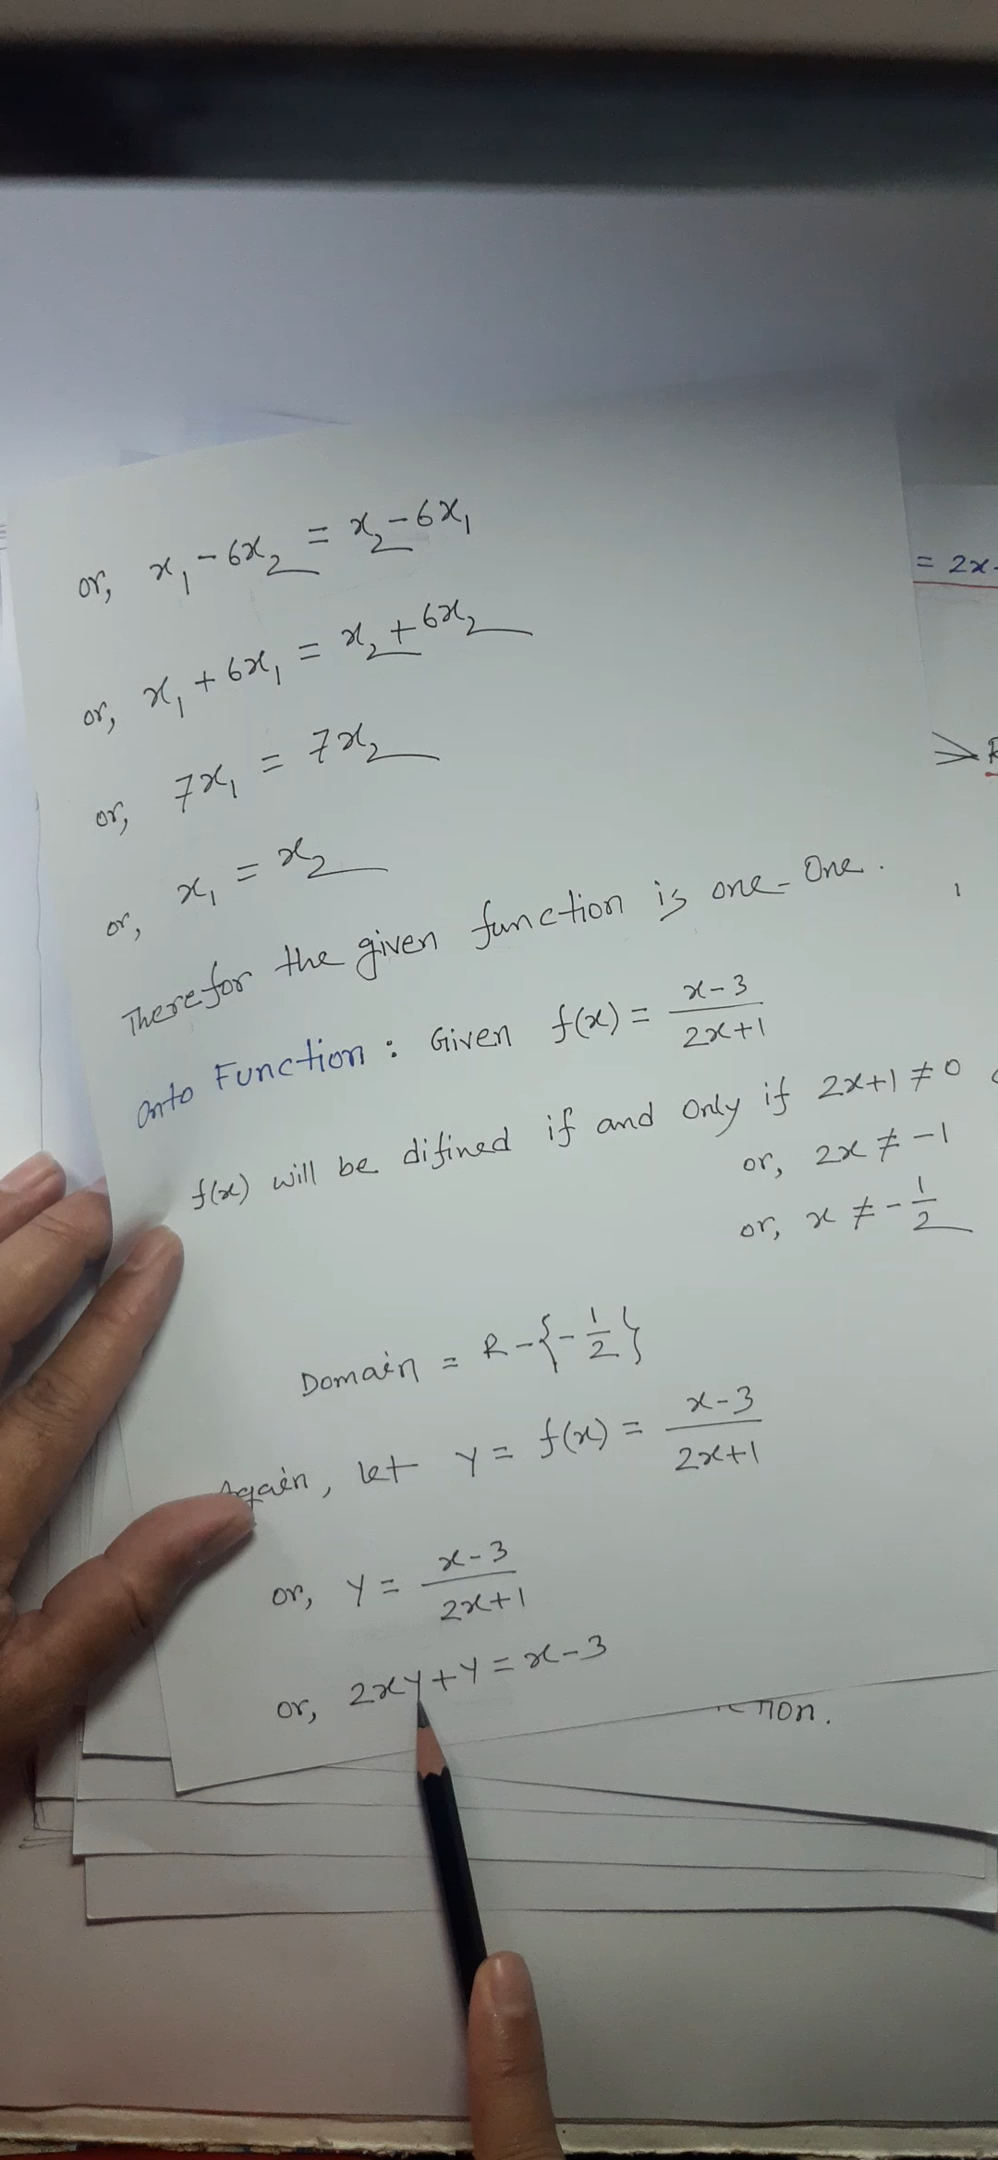 or, x₁ - 6x₂ = x₂ - 6x₁
= 2x
or, x₁ + 6x₁ = x₂ + 6x₂
or, 7x₁ = 7x₂
or, x₁ = x₂
Therefor the given function is one-One.
Onto Function : Given f(x) = (x-3)/(2x+1)
f(x) will be difined if and only if 2x+1 ≠ 0
or, 2x ≠ -1
or, x ≠ -1/2
Domain = R - {-1/2}
Again, let Y = f(x) = (x-3)/(2x+1)
or, Y = (x-3)/(2x+1)
or, 2xY + Y = x - 3